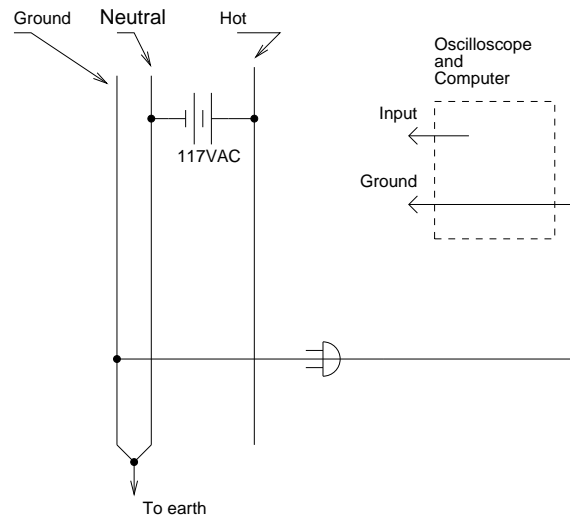 Ground
Neutral
Hot
117VAC
Oscilloscope
and
Computer
Input
Ground
To earth